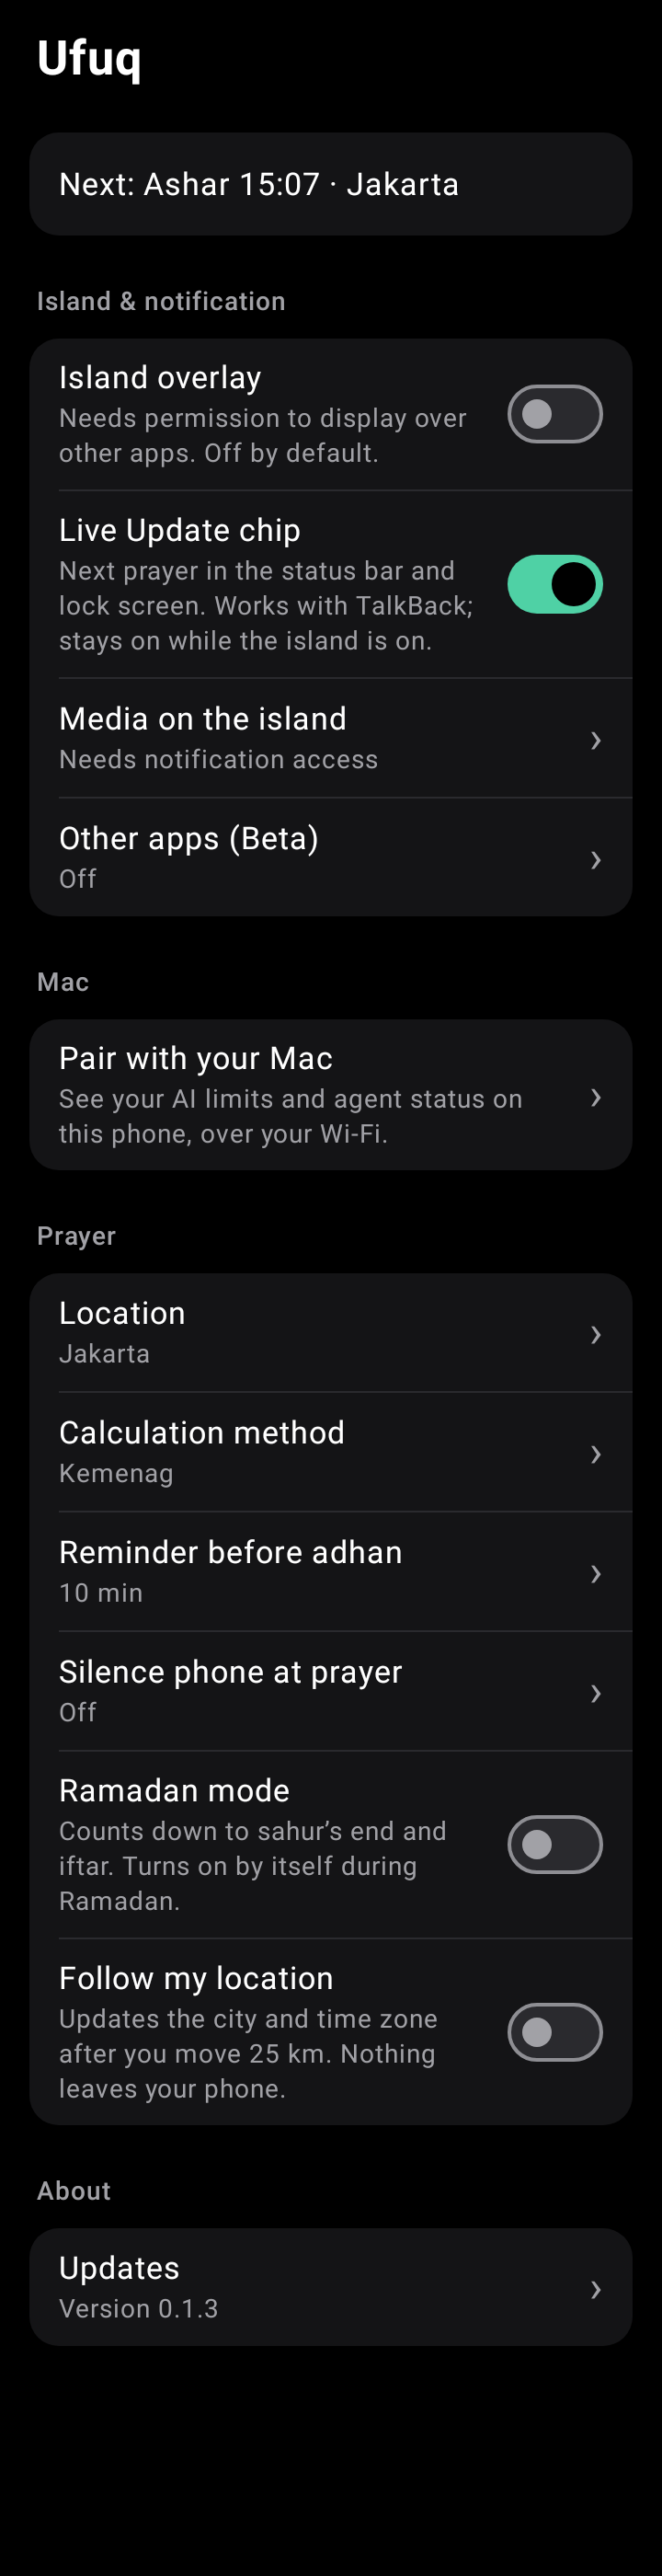 Ufuq
Next: Ashar 15:07 · Jakarta
Island & notification
Island overlay
Needs permission to display over
other apps. Off by default.
Live Update chip
Next prayer in the status bar and
lock screen. Works with TalkBack;
stays on while the island is on.
Media on the island
Needs notification access
Other apps (Beta)
Off
Mac
Pair with your Mac
See your AI limits and agent status on
this phone, over your Wi-Fi.
Prayer
Location
Jakarta
Calculation method
Kemenag
Reminder before adhan
10 min
Silence phone at prayer
Off
Ramadan mode
Counts down to sahur’s end and
iftar. Turns on by itself during
Ramadan.
Follow my location
Updates the city and time zone
after you move 25 km. Nothing
leaves your phone.
About
Updates
Version 0.1.3